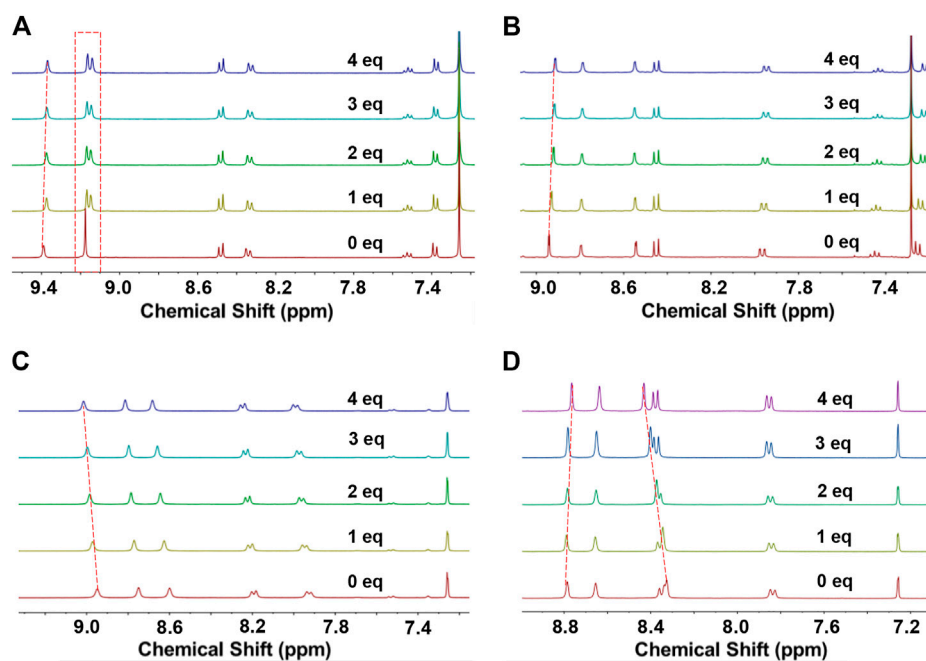 A
4 eq
3 eq
2 eq
1 eq
0 eq
9.4 9.0 8.6 8.2 7.8 7.4
Chemical Shift (ppm)
B
4 eq
3 eq
2 eq
1 eq
0 eq
9.0 8.6 8.2 7.8 7.4
Chemical Shift (ppm)
C
4 eq
3 eq
2 eq
1 eq
0 eq
9.0 8.6 8.2 7.8 7.4
Chemical Shift (ppm)
D
4 eq
3 eq
2 eq
1 eq
0 eq
8.8 8.4 8.0 7.6 7.2
Chemical Shift (ppm)